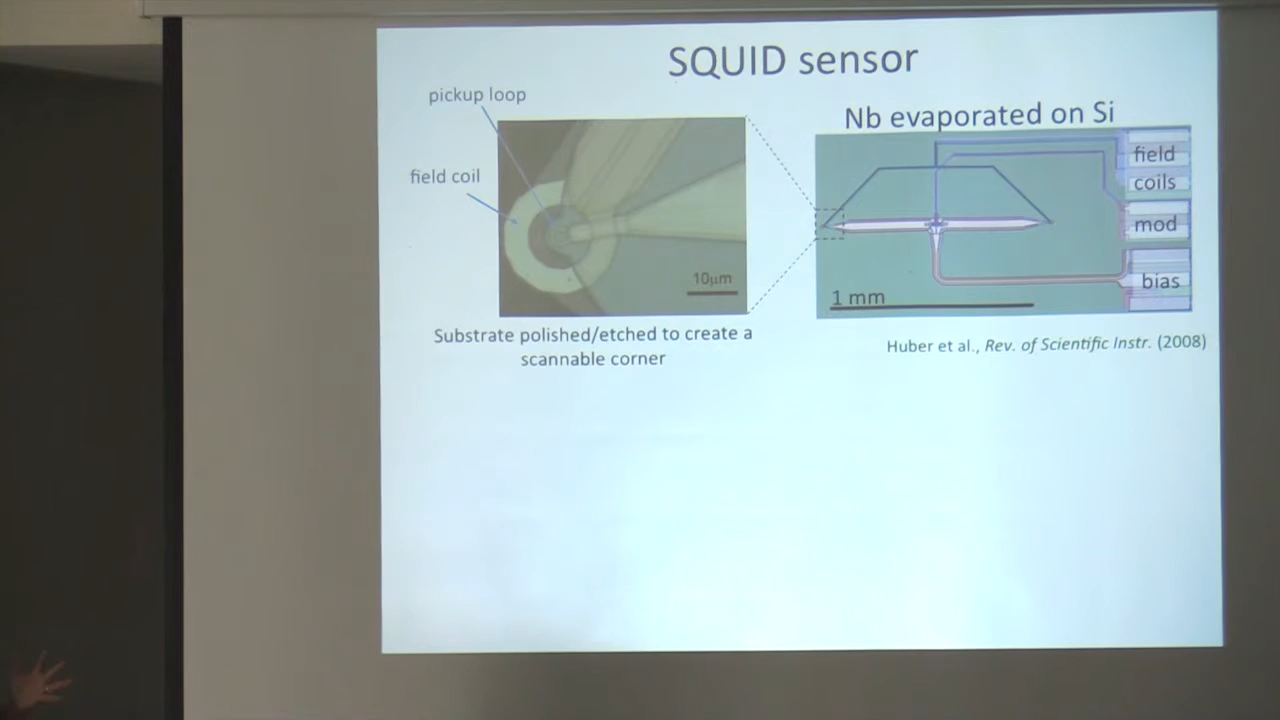 SQUID sensor
pickup loop
field coil
10μm
Substrate polished/etched to create a
scannable corner
Nb evaporated on Si
field
coils
mod
bias
1 mm
Huber et al., Rev. of Scientific Instr. (2008)